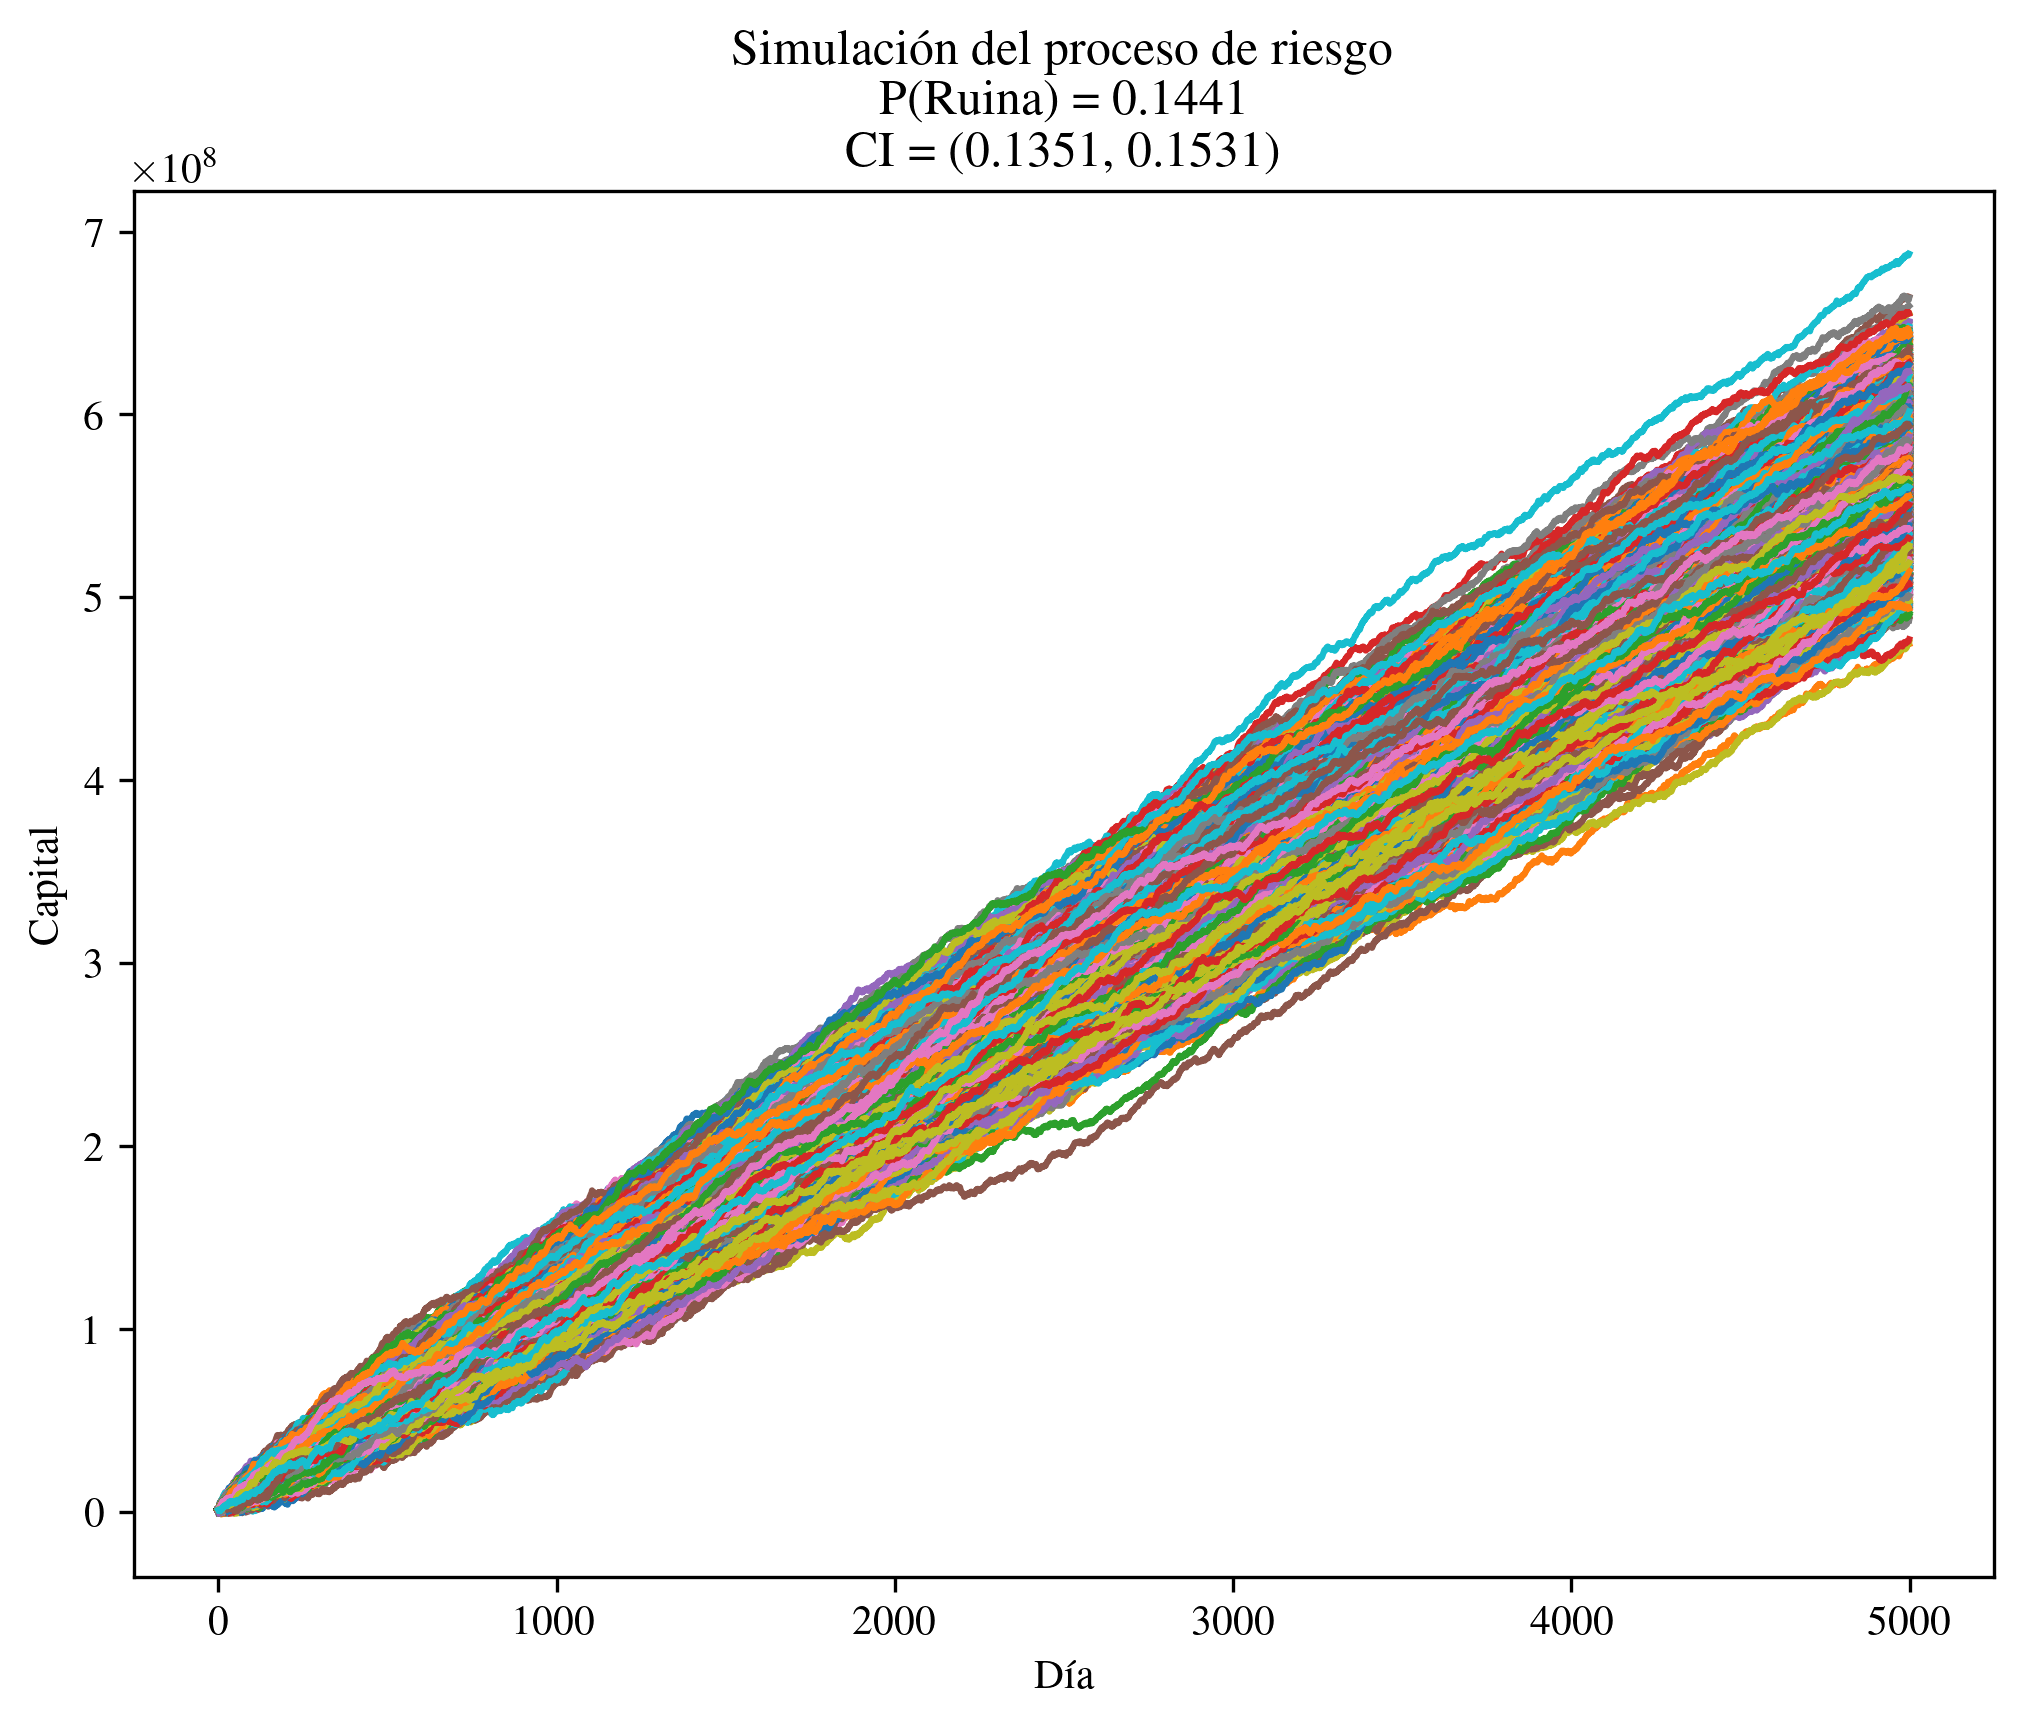 Simulación del proceso de riesgo
P(Ruina) = 0.1441
CI = (0.1351, 0.1531)
×10⁸
7
6
5
4
3
2
1
0
Capital
0 1000 2000 3000 4000 5000
Día